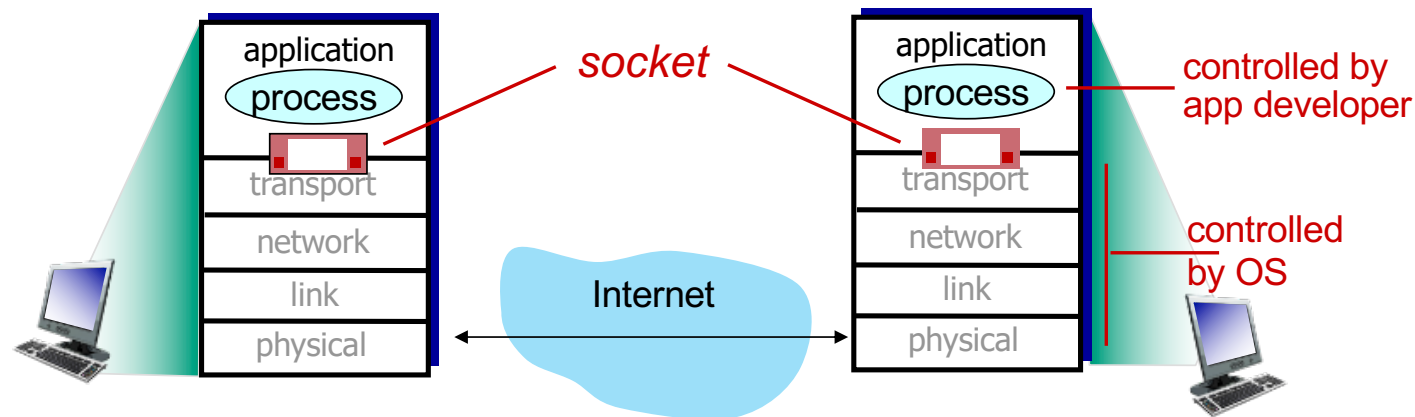 application
process
transport
network
link
physical
socket
Internet
application
process
transport
network
link
physical
controlled by
app developer
controlled
by OS